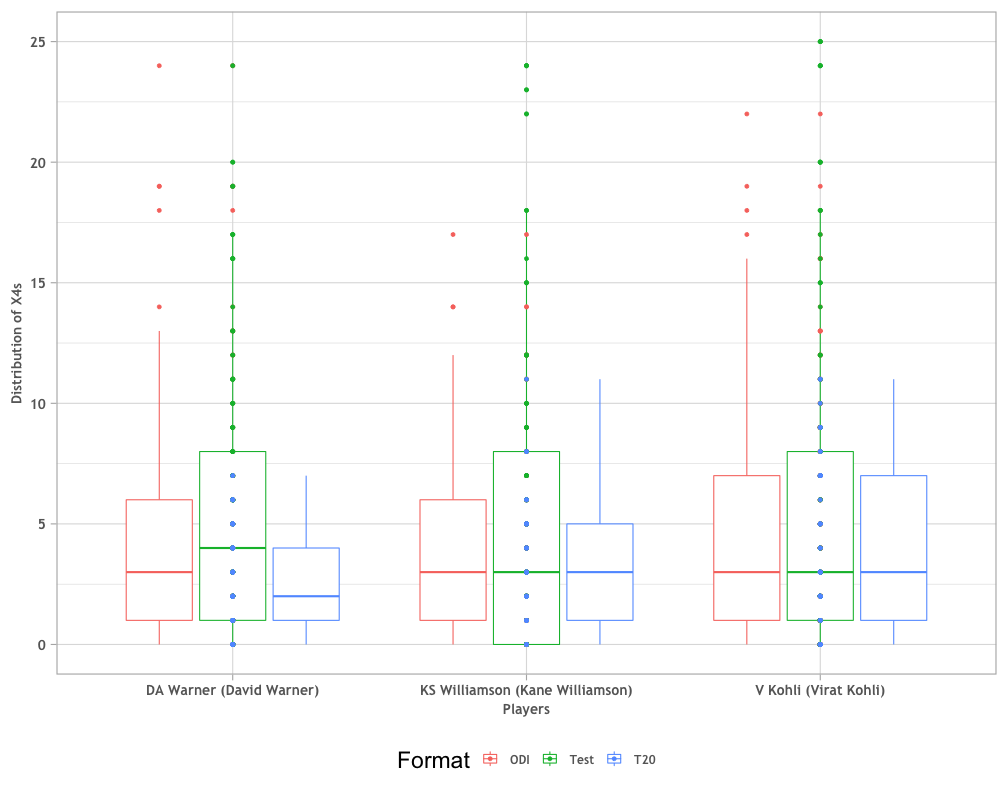 Distribution of X4s
25
20
15
10
5
0
DA Warner (David Warner)
KS Williamson (Kane Williamson)
V Kohli (Virat Kohli)
Players
Format ODI Test T20